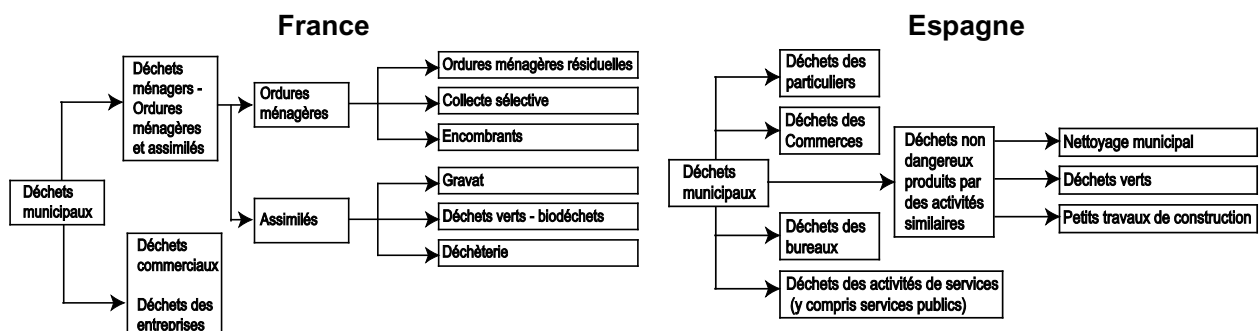 France
Déchets
ménagers -
Ordures
ménagères
et assimilés
Ordures
ménagères
Ordures ménagères résiduelles
Collecte sélective
Encombrants
Déchets
municipaux
Assimilés
Gravat
Déchets verts - biodéchets
Déchèterie
Déchets
commerciaux
Déchets des
entreprises
Espagne
Déchets des
particuliers
Déchets des
Commerces
Déchets
municipaux
Déchets non
dangereux
produits par
des activités
similaires
Nettoyage municipal
Déchets verts
Petits travaux de construction
Déchets des
bureaux
Déchets des activités de services
(y compris services publics)